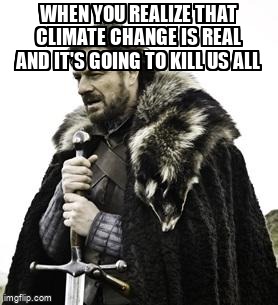 WHEN YOU REALIZE THAT
CLIMATE CHANGE IS REAL
AND IT'S GOING TO KILL US ALL
imgflip.com